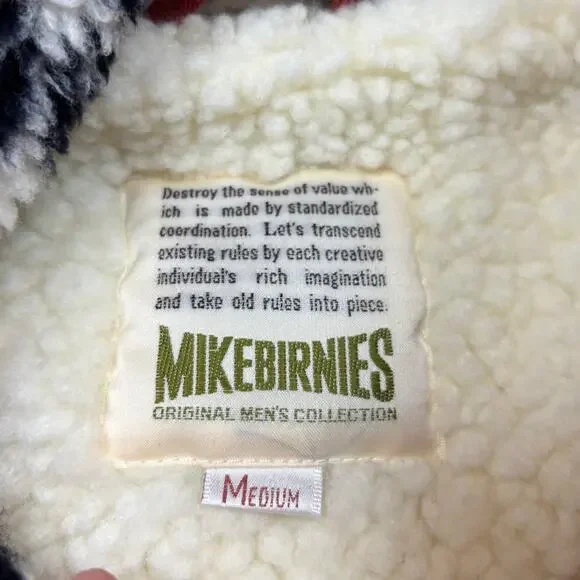 Destroy the sense of value wh-
ich is made by standardized
coordination. Let's transcend
existing rules by each creative
individual's rich imagination
and take old rules into piece.
MIKEBIRNIES
ORIGINAL MEN'S COLLECTION
MEDIUM